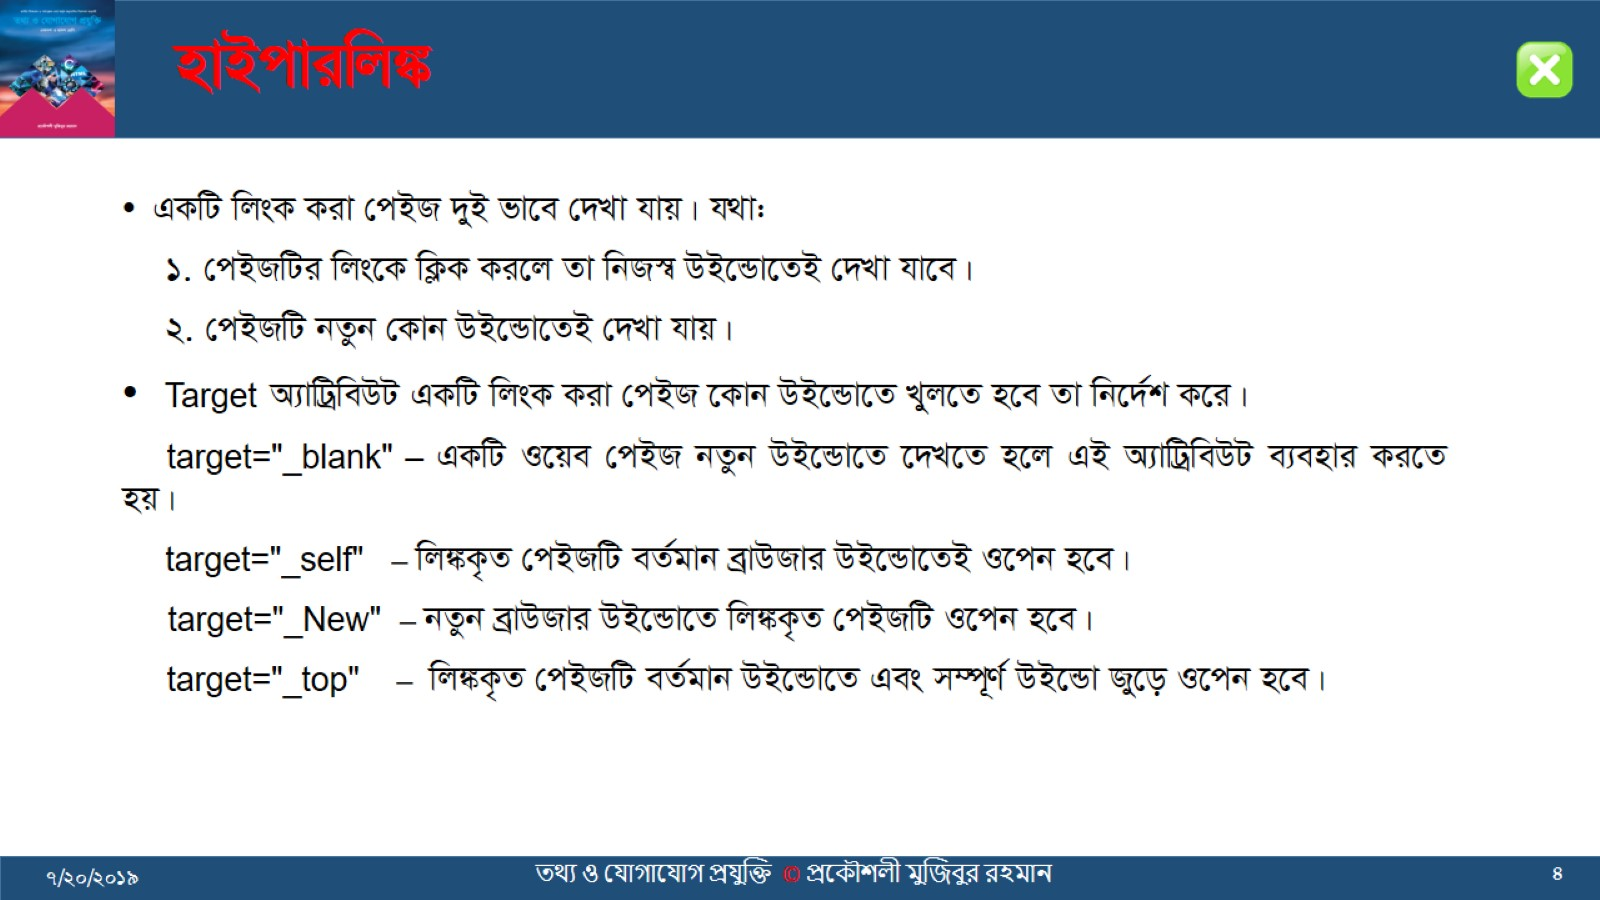 তথ্য ও যোগাযোগ প্রযুক্তি
হাইপারলিঙ্ক
• একটি লিংক করা পেইজ দুই ভাবে দেখা যায়। যথাঃ
১. পেইজটির লিংকে ক্লিক করলে তা নিজস্ব উইন্ডোতেই দেখা যাবে।
২. পেইজটি নতুন কোন উইন্ডোতেই দেখা যায়।
• Target অ্যাট্রিবিউট একটি লিংক করা পেইজ কোন উইন্ডোতে খুলতে হবে তা নির্দেশ করে।
target="_blank" – একটি ওয়েব পেইজ নতুন উইন্ডোতে দেখতে হলে এই অ্যাট্রিবিউট ব্যবহার করতে
হয়।
target="_self" – লিঙ্ককৃত পেইজটি বর্তমান ব্রাউজার উইন্ডোতেই ওপেন হবে।
target="_New" – নতুন ব্রাউজার উইন্ডোতে লিঙ্ককৃত পেইজটি ওপেন হবে।
target="_top" – লিঙ্ককৃত পেইজটি বর্তমান উইন্ডোতে এবং সম্পূর্ণ উইন্ডো জুড়ে ওপেন হবে।
৭/২০/২০১৯
তথ্য ও যোগাযোগ প্রযুক্তি © প্রকৌশলী মুজিবুর রহমান
৪